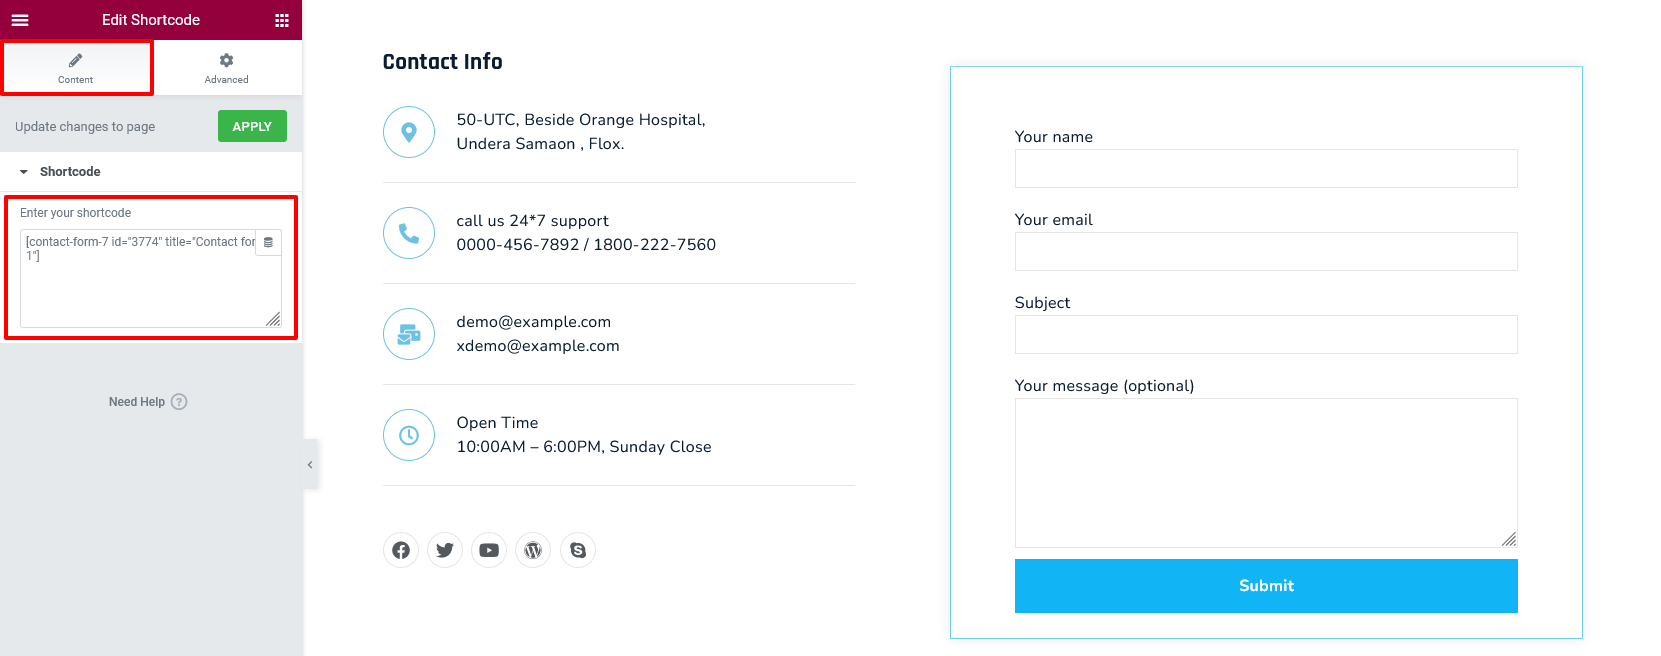 Edit Shortcode
Content
Advanced
Update changes to page
APPLY
Shortcode
Enter your shortcode
[contact-form-7 id="3774" title="Contact for
1"]
Need Help ?
Contact Info
50-UTC, Beside Orange Hospital,
Undera Samaon , Flox.
call us 24*7 support
0000-456-7892 / 1800-222-7560
demo@example.com
xdemo@example.com
Open Time
10:00AM – 6:00PM, Sunday Close
Your name
Your email
Subject
Your message (optional)
Submit